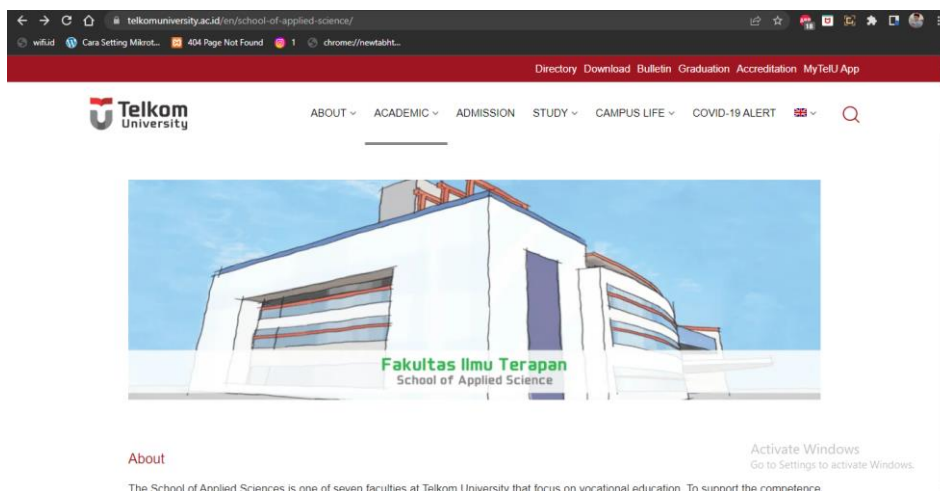 telkomuniversity.ac.id/en/school-of-applied-science/
18
wifi.id Cara Setting Mikrot... 404 Page Not Found 1 chrome://newtabht...
Directory Download Bulletin Graduation Accreditation MyTelU App
Telkom
University
ABOUT ACADEMIC ADMISSION STUDY CAMPUS LIFE COVID-19 ALERT
Fakultas Ilmu Terapan
School of Applied Science
Activate Windows
Go to Settings to activate Windows.
About
The School of Applied Sciences is one of seven faculties at Telkom University that focus on vocational education. To support the competence